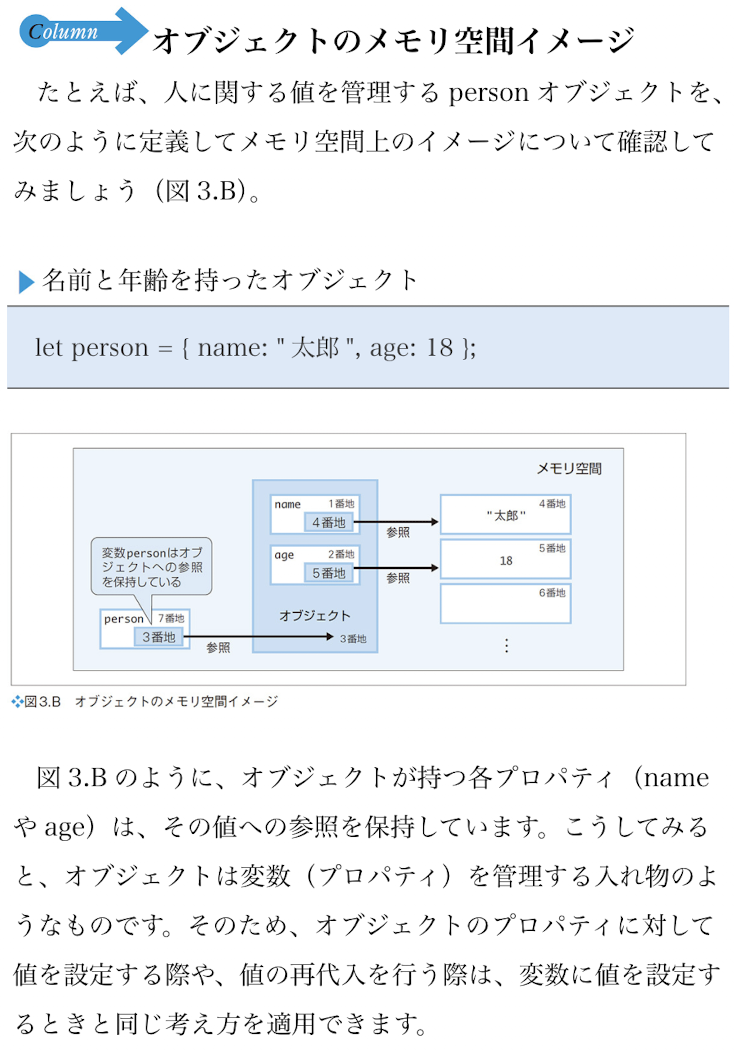 Column
オブジェクトのメモリ空間イメージ
たとえば、人に関する値を管理する person オブジェクトを、
次のように定義してメモリ空間上のイメージについて確認して
みましょう（図 3.B）。
名前と年齢を持ったオブジェクト
let person = { name: " 太郎 ", age: 18 };
メモリ空間
name 1番地
4番地
参照
4番地
"太郎"
age 2番地
5番地
参照
5番地
18
6番地
⋮
変数personはオブ
ジェクトへの参照
を保持している
person 7番地
3番地
参照
オブジェクト
3番地
図3.B オブジェクトのメモリ空間イメージ
図 3.B のように、オブジェクトが持つ各プロパティ（name
や age）は、その値への参照を保持しています。こうしてみる
と、オブジェクトは変数（プロパティ）を管理する入れ物のよ
うなものです。そのため、オブジェクトのプロパティに対して
値を設定する際や、値の再代入を行う際は、変数に値を設定す
るときと同じ考え方を適用できます。